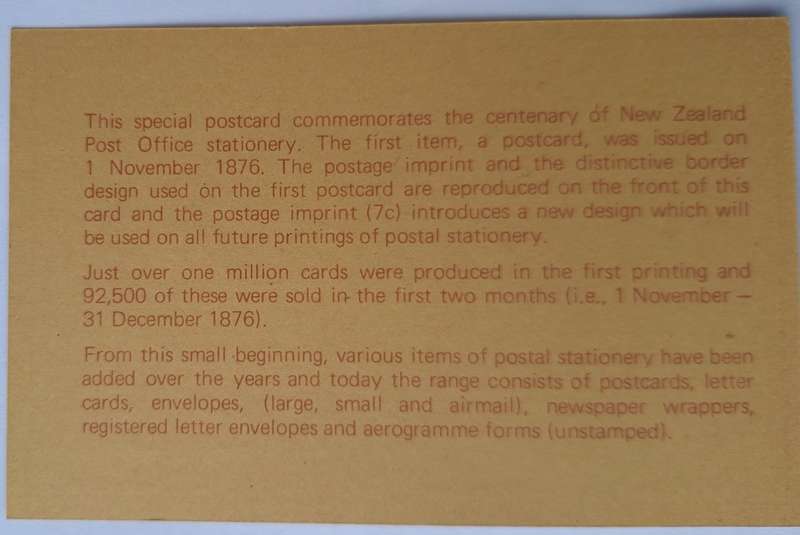 This special postcard commemorates the centenary of New Zealand
Post Office stationery. The first item, a postcard, was issued on
1 November 1876. The postage imprint and the distinctive border
design used on the first postcard are reproduced on the front of this
card and the postage imprint (7c) introduces a new design which will
be used on all future printings of postal stationery.
Just over one million cards were produced in the first printing and
92,500 of these were sold in the first two months (i.e., 1 November –
31 December 1876).
From this small beginning, various items of postal stationery have been
added over the years and today the range consists of postcards, letter
cards, envelopes, (large, small and airmail), newspaper wrappers,
registered letter envelopes and aerogramme forms (unstamped).